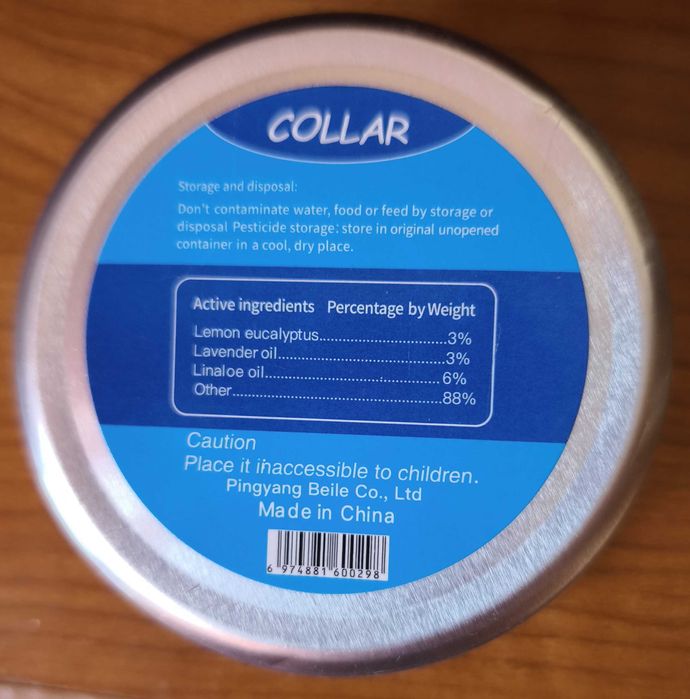 COLLAR
Storage and disposal:
Don't contaminate water, food or feed by storage or
disposal Pesticide storage: store in original unopened
container in a cool, dry place.
Active ingredients Percentage by Weight
Lemon eucalyptus................................3%
Lavender oil..........................................3%
Linaloe oil............................................6%
Other.....................................................88%
Caution
Place it inaccessible to children.
Pingyang Beile Co., Ltd
Made in China
6 974881 600298